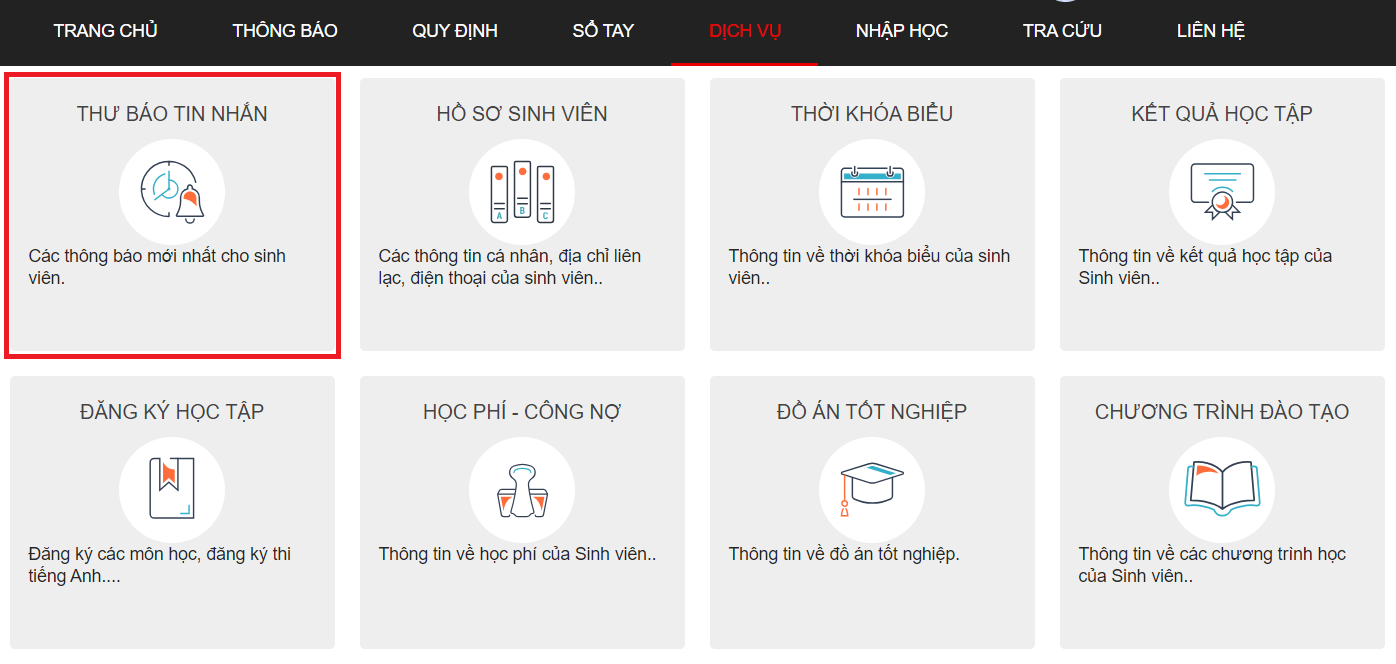 TRANG CHỦ THÔNG BÁO QUY ĐỊNH SỔ TAY DỊCH VỤ NHẬP HỌC TRA CỨU LIÊN HỆ
THƯ BÁO TIN NHẮN
Các thông báo mới nhất cho sinh
viên.
HỒ SƠ SINH VIÊN
A B C
Các thông tin cá nhân, địa chỉ liên
lạc, điện thoại của sinh viên..
THỜI KHÓA BIỂU
Thông tin về thời khóa biểu của sinh
viên..
KẾT QUẢ HỌC TẬP
Thông tin về kết quả học tập của
Sinh viên..
ĐĂNG KÝ HỌC TẬP
Đăng ký các môn học, đăng ký thi
tiếng Anh....
HỌC PHÍ - CÔNG NỢ
Thông tin về học phí của Sinh viên..
ĐỒ ÁN TỐT NGHIỆP
Thông tin về đồ án tốt nghiệp.
CHƯƠNG TRÌNH ĐÀO TẠO
Thông tin về các chương trình học
của Sinh viên..